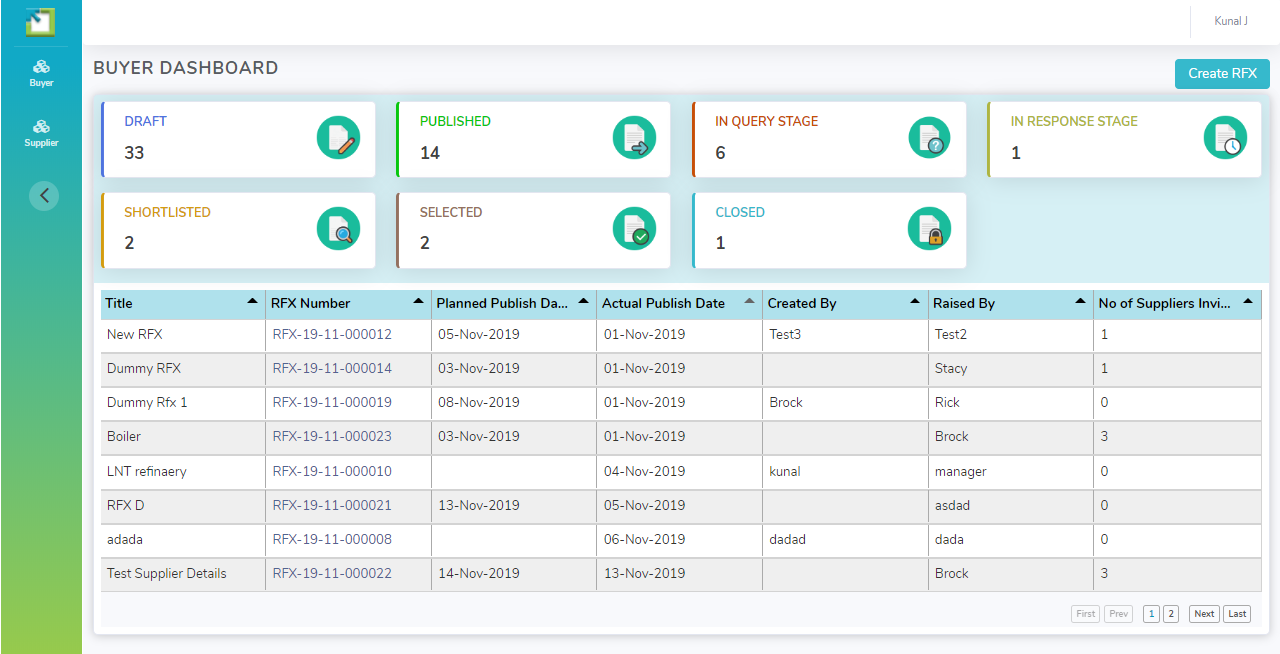 Kunal J
Buyer
Supplier
BUYER DASHBOARD
Create RFX
DRAFT
33
PUBLISHED
14
IN QUERY STAGE
6
IN RESPONSE STAGE
1
SHORTLISTED
2
SELECTED
2
CLOSED
1
Title RFX Number Planned Publish Da... Actual Publish Date Created By Raised By No of Suppliers Invi...
New RFX RFX-19-11-000012 05-Nov-2019 01-Nov-2019 Test3 Test2 1
Dummy RFX RFX-19-11-000014 03-Nov-2019 01-Nov-2019 Stacy 1
Dummy Rfx 1 RFX-19-11-000019 08-Nov-2019 01-Nov-2019 Brock Rick 0
Boiler RFX-19-11-000023 03-Nov-2019 01-Nov-2019 Brock 3
LNT refinaery RFX-19-11-000010 04-Nov-2019 kunal manager 0
RFX D RFX-19-11-000021 13-Nov-2019 05-Nov-2019 asdad 0
adada RFX-19-11-000008 06-Nov-2019 dadad dada 0
Test Supplier Details RFX-19-11-000022 14-Nov-2019 13-Nov-2019 Brock 3
First Prev 1 2 Next Last